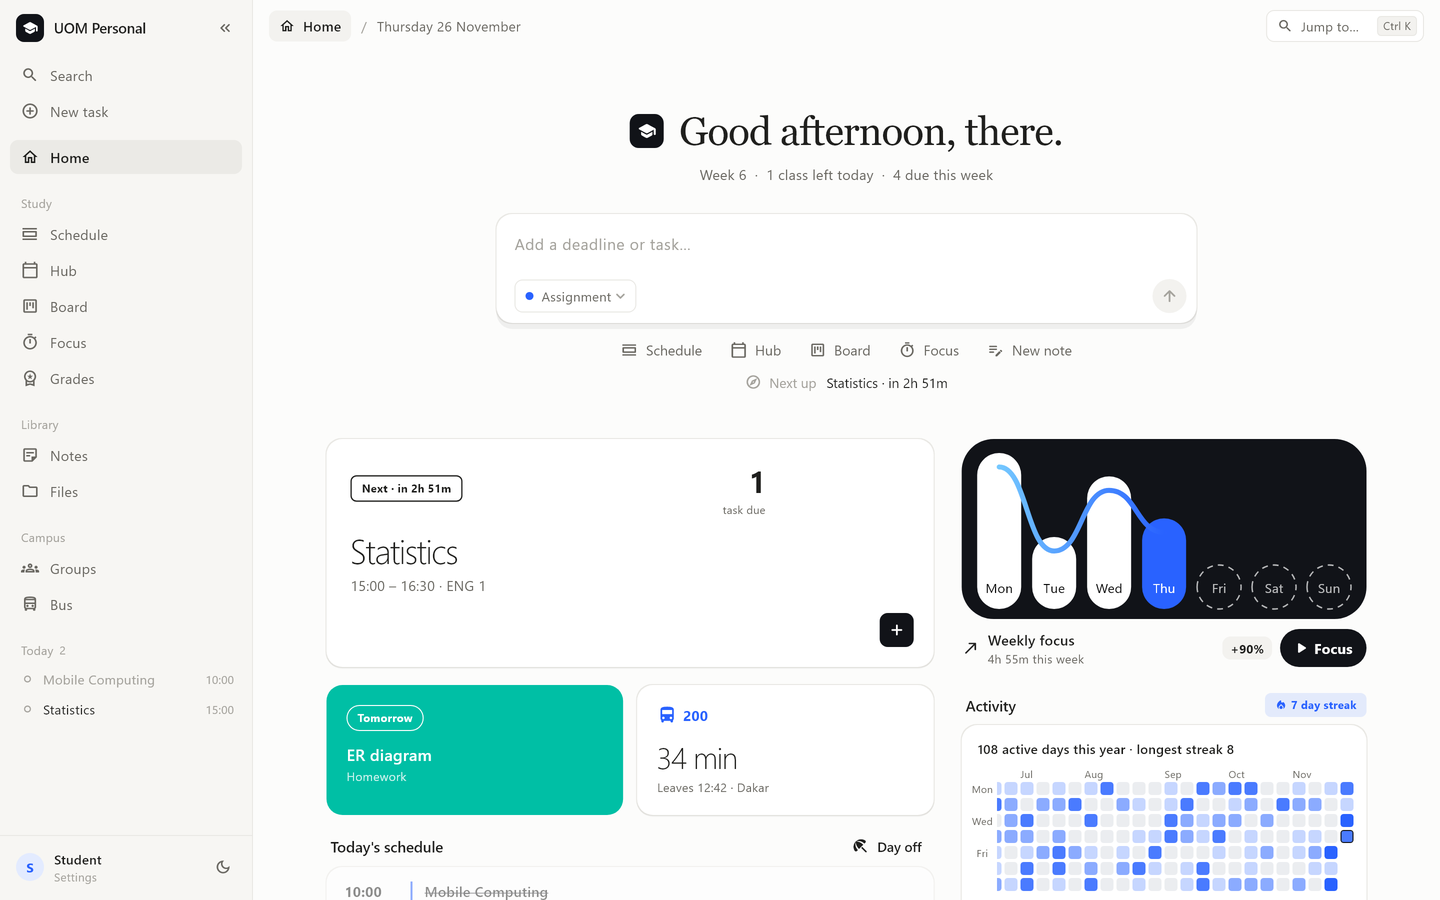 UOM Personal
Search
New task
Home
Study
Schedule
Hub
Board
Focus
Grades
Library
Notes
Files
Campus
Groups
Bus
Today 2
Mobile Computing 10:00
Statistics 15:00
S
Student
Settings
Home / Thursday 26 November
Jump to... Ctrl K
Good afternoon, there.
Week 6 · 1 class left today · 4 due this week
Add a deadline or task...
Assignment
Schedule Hub Board Focus New note
Next up Statistics · in 2h 51m
Next · in 2h 51m
1
task due
Statistics
15:00 – 16:30 · ENG 1
Tomorrow
ER diagram
Homework
200
34 min
Leaves 12:42 · Dakar
Today's schedule
Day off
10:00 Mobile Computing
Mon Tue Wed Thu Fri Sat Sun
Weekly focus
4h 55m this week
+90%
Focus
Activity
7 day streak
108 active days this year · longest streak 8
Jul Aug Sep Oct Nov
Mon
Wed
Fri